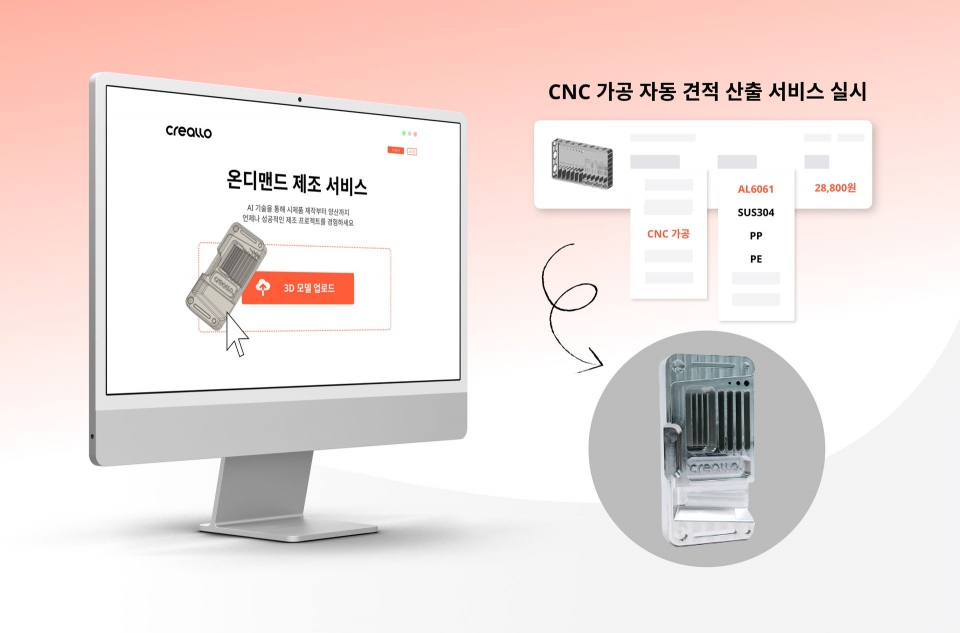 CNC 가공 자동 견적 산출 서비스 실시
creallo
온디맨드 제조 서비스
AI 기술을 통해 시제품 제작부터 양산까지
언제나 성공적인 제조 프로젝트를 경험하세요
3D 모델 업로드
CNC 가공
AL6061
SUS304
PP
PE
28,800원
creallo
creallo